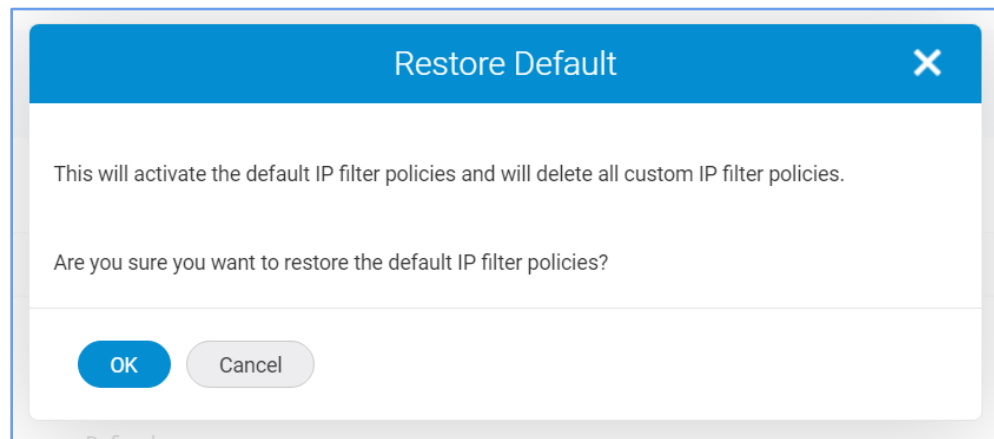 Restore Default
This will activate the default IP filter policies and will delete all custom IP filter policies.
Are you sure you want to restore the default IP filter policies?
OK
Cancel